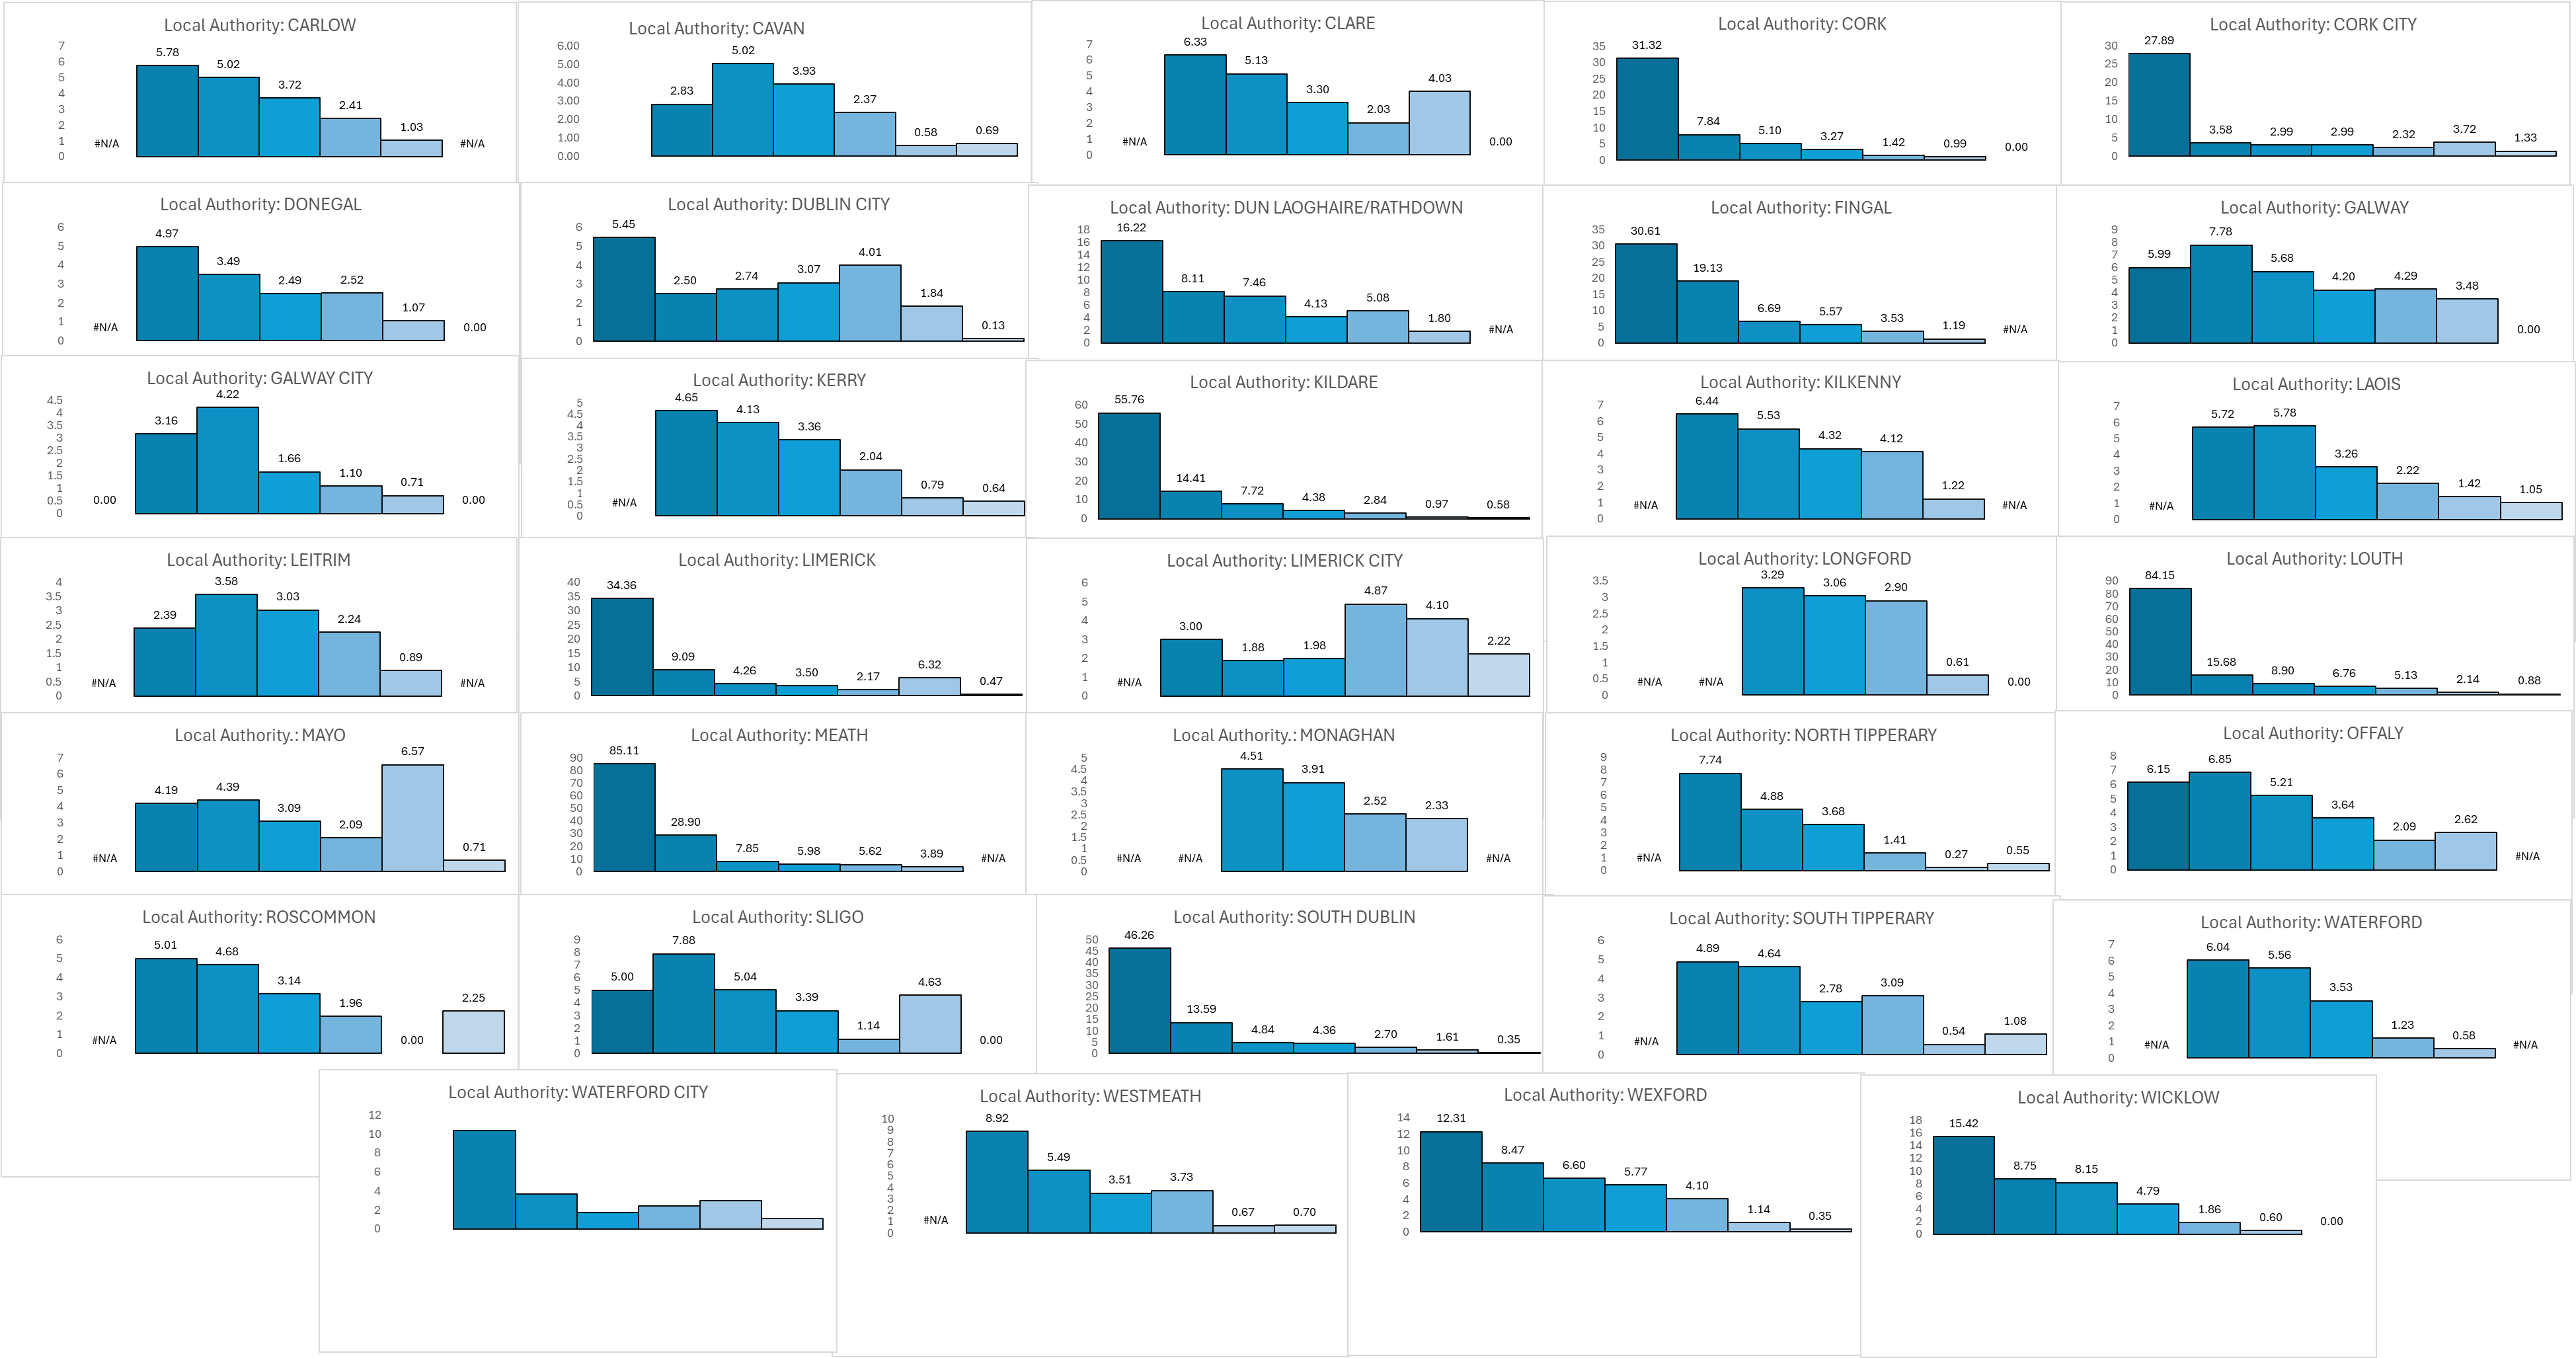 Local Authority: CARLOW
7 6 5 4 3 2 1 0
#N/A 5.78 5.02 3.72 2.41 1.03 #N/A
Local Authority: CAVAN
6.00 5.00 4.00 3.00 2.00 1.00 0.00
2.83 5.02 3.93 2.37 0.58 0.69
Local Authority: CLARE
7 6 5 4 3 2 1 0
#N/A 6.33 5.13 3.30 2.03 4.03 0.00
Local Authority: CORK
35 30 25 20 15 10 5 0
31.32 7.84 5.10 3.27 1.42 0.99 0.00
Local Authority: CORK CITY
30 25 20 15 10 5 0
27.89 3.58 2.99 2.99 2.32 3.72 1.33
Local Authority: DONEGAL
6 5 4 3 2 1 0
#N/A 4.97 3.49 2.49 2.52 1.07 0.00
Local Authority: DUBLIN CITY
6 5 4 3 2 1 0
5.45 2.50 2.74 3.07 4.01 1.84 0.13
Local Authority: DUN LAOGHAIRE/RATHDOWN
18 16 14 12 10 8 6 4 2 0
16.22 8.11 7.46 4.13 5.08 1.80 #N/A
Local Authority: FINGAL
35 30 25 20 15 10 5 0
30.61 19.13 6.69 5.57 3.53 1.19 #N/A
Local Authority: GALWAY
9 8 7 6 5 4 3 2 1 0
5.99 7.78 5.68 4.20 4.29 3.48 0.00
Local Authority: GALWAY CITY
4.5 4 3.5 3 2.5 2 1.5 1 0.5 0
0.00 3.16 4.22 1.66 1.10 0.71 0.00
Local Authority: KERRY
5 4.5 4 3.5 3 2.5 2 1.5 1 0.5 0
#N/A 4.65 4.13 3.36 2.04 0.79 0.64
Local Authority: KILDARE
60 50 40 30 20 10 0
55.76 14.41 7.72 4.38 2.84 0.97 0.58
Local Authority: KILKENNY
7 6 5 4 3 2 1 0
#N/A 6.44 5.53 4.32 4.12 1.22 #N/A
Local Authority: LAOIS
7 6 5 4 3 2 1 0
#N/A 5.72 5.78 3.26 2.22 1.42 1.05
Local Authority: LEITRIM
4 3.5 3 2.5 2 1.5 1 0.5 0
#N/A 2.39 3.58 3.03 2.24 0.89 #N/A
Local Authority: LIMERICK
40 35 30 25 20 15 10 5 0
34.36 9.09 4.26 3.50 2.17 6.32 0.47
Local Authority: LIMERICK CITY
6 5 4 3 2 1 0
#N/A 3.00 1.88 1.98 4.87 4.10 2.22
Local Authority: LONGFORD
3.5 3 2.5 2 1.5 1 0.5 0
#N/A #N/A 3.29 3.06 2.90 0.61 0.00
Local Authority: LOUTH
90 80 70 60 50 40 30 20 10 0
84.15 15.68 8.90 6.76 5.13 2.14 0.88
Local Authority.: MAYO
7 6 5 4 3 2 1 0
#N/A 4.19 4.39 3.09 2.09 6.57 0.71
Local Authority: MEATH
90 80 70 60 50 40 30 20 10 0
85.11 28.90 7.85 5.98 5.62 3.89 #N/A
Local Authority.: MONAGHAN
5 4.5 4 3.5 3 2.5 2 1.5 1 0.5 0
#N/A #N/A 4.51 3.91 2.52 2.33 #N/A
Local Authority: NORTH TIPPERARY
9 8 7 6 5 4 3 2 1 0
#N/A 7.74 4.88 3.68 1.41 0.27 0.55
Local Authority: OFFALY
8 7 6 5 4 3 2 1 0
6.15 6.85 5.21 3.64 2.09 2.62 #N/A
Local Authority: ROSCOMMON
6 5 4 3 2 1 0
#N/A 5.01 4.68 3.14 1.96 0.00 2.25
Local Authority: SLIGO
9 8 7 6 5 4 3 2 1 0
5.00 7.88 5.04 3.39 1.14 4.63 0.00
Local Authority: SOUTH DUBLIN
50 45 40 35 30 25 20 15 10 5 0
46.26 13.59 4.84 4.36 2.70 1.61 0.35
Local Authority: SOUTH TIPPERARY
6 5 4 3 2 1 0
#N/A 4.89 4.64 2.78 3.09 0.54 1.08
Local Authority: WATERFORD
7 6 5 4 3 2 1 0
#N/A 6.04 5.56 3.53 1.23 0.58 #N/A
Local Authority: WATERFORD CITY
12 10 8 6 4 2 0
Local Authority: WESTMEATH
10 9 8 7 6 5 4 3 2 1 0
#N/A 8.92 5.49 3.51 3.73 0.67 0.70
Local Authority: WEXFORD
14 12 10 8 6 4 2 0
12.31 8.47 6.60 5.77 4.10 1.14 0.35
Local Authority: WICKLOW
18 16 14 12 10 8 6 4 2 0
15.42 8.75 8.15 4.79 1.86 0.60 0.00